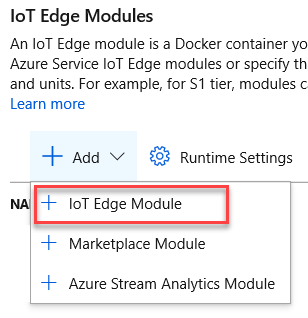 IoT Edge Modules
An IoT Edge module is a Docker container yo
Azure Service IoT Edge modules or specify th
and units. For example, for S1 tier, modules c
Learn more
+ Add Runtime Settings
NA
+ IoT Edge Module
+ Marketplace Module
+ Azure Stream Analytics Module